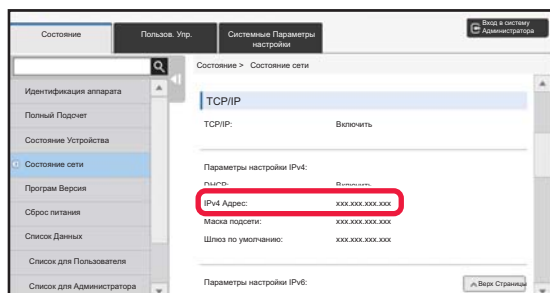 Состояние
Пользов. Упр.
Системные Параметры
настройки
Вход в систему
Администратора
Состояние > Состояние сети
Идентификация аппарата
Полный Подсчет
Состояние Устройства
Состояние сети
Програм Версия
Сброс питания
Список Данных
Список для Пользователя
Список для Администратора
TCP/IP
TCP/IP: Включить
Параметры настройки IPv4:
DHCP: Включить
IPv4 Адрес: xxx.xxx.xxx.xxx
Маска подсети: xxx.xxx.xxx.xxx
Шлюз по умолчанию: xxx.xxx.xxx.xxx
Параметры настройки IPv6:
Верх Страницы